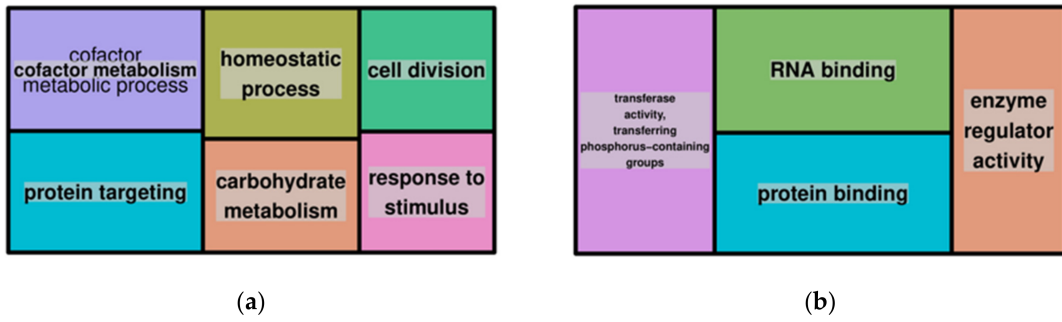 cofactor
cofactor metabolism
metabolic process
homeostatic
process
cell division
protein targeting
carbohydrate
metabolism
response to
stimulus
(a)
transferase
activity,
transferring
phosphorus−containing
groups
RNA binding
protein binding
enzyme
regulator
activity
(b)